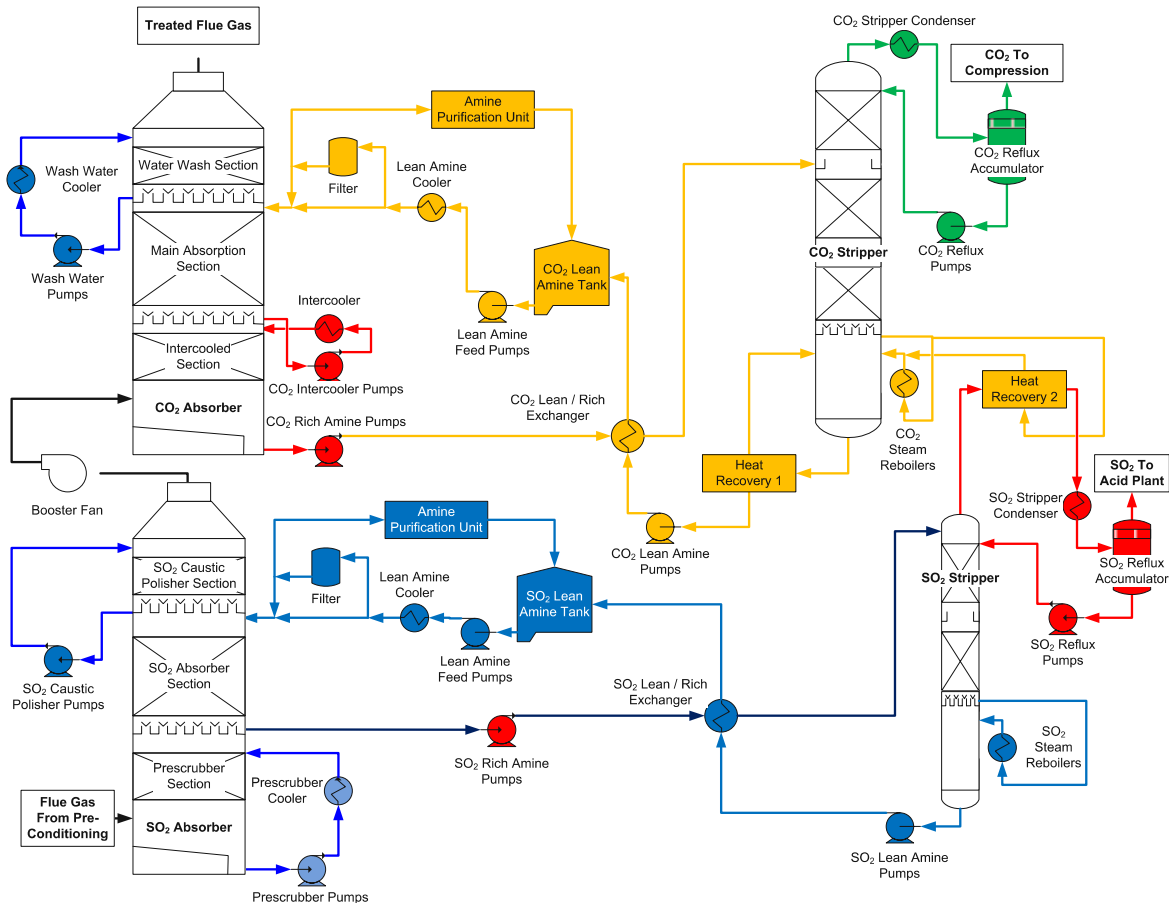 Treated Flue Gas
CO₂ Stripper Condenser
CO₂ To
Compression
Amine
Purification Unit
Water Wash Section
Wash Water
Cooler
Filter
Lean Amine
Cooler
CO₂ Reflux
Accumulator
Main Absorption
Section
Wash Water
Pumps
CO₂ Lean
Amine Tank
CO₂ Stripper
CO₂ Reflux
Pumps
Intercooler
Lean Amine
Feed Pumps
Intercooled
Section
CO₂ Intercooler Pumps
CO₂ Absorber
CO₂ Rich Amine Pumps
CO₂ Lean / Rich
Exchanger
Heat
Recovery 2
CO₂
Steam
Reboilers
Heat
Recovery 1
SO₂ To
Acid Plant
Booster Fan
SO₂ Stripper
Condenser
Amine
Purification Unit
CO₂ Lean Amine
Pumps
SO₂ Caustic
Polisher Section
Filter
Lean Amine
Cooler
SO₂ Lean
Amine Tank
SO₂ Stripper
SO₂ Reflux
Accumulator
SO₂ Absorber
Section
SO₂ Caustic
Polisher Pumps
Lean Amine
Feed Pumps
SO₂ Reflux
Pumps
SO₂ Lean / Rich
Exchanger
SO₂ Rich Amine
Pumps
SO₂
Steam
Reboilers
Prescrubber
Section
Prescrubber
Cooler
Flue Gas
From Pre-
Conditioning
SO₂ Absorber
SO₂ Lean Amine
Pumps
Prescrubber Pumps